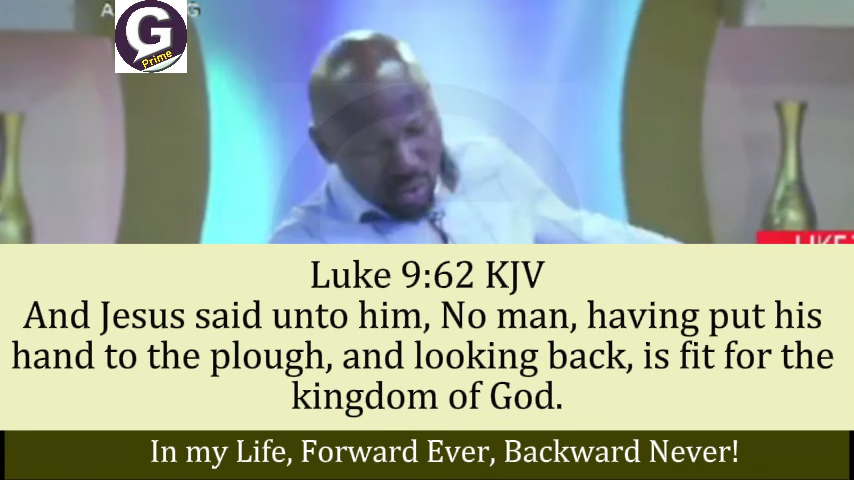 G
Prime
LIKE
Luke 9:62 KJV
And Jesus said unto him, No man, having put his
hand to the plough, and looking back, is fit for the
kingdom of God.
In my Life, Forward Ever, Backward Never!